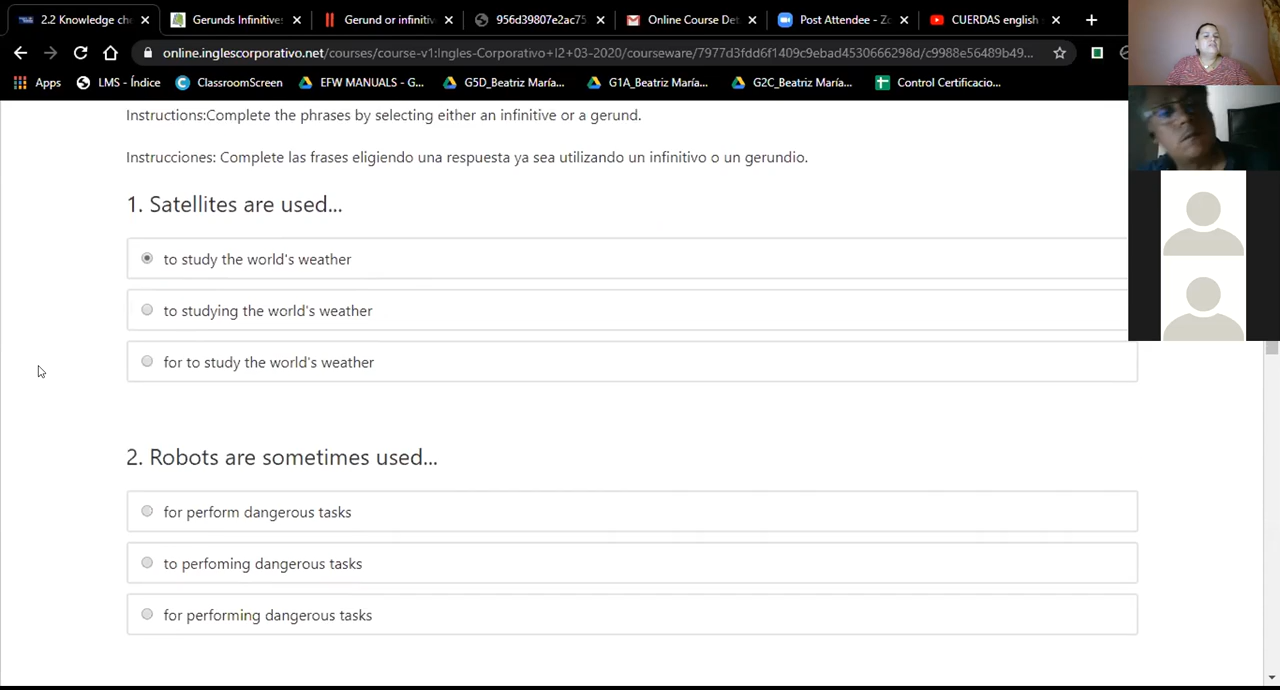 2.2 Knowledge che
Gerunds Infinitives
Gerund or infinitiv
956d39807e2ac75
Online Course Det
Post Attendee - Zo
CUERDAS english
online.inglescorporativo.net/courses/course-v1:Ingles-Corporativo+I2+03-2020/courseware/7977d3fdd6f1409c9ebad4530666298d/c9988e56489b49...
Apps
LMS - Índice
ClassroomScreen
EFW MANUALS - G...
G5D_Beatriz María...
G1A_Beatriz María...
G2C_Beatriz María...
Control Certificacio...
Instructions:Complete the phrases by selecting either an infinitive or a gerund.
Instrucciones: Complete las frases eligiendo una respuesta ya sea utilizando un infinitivo o un gerundio.
1. Satellites are used...
to study the world's weather
to studying the world's weather
for to study the world's weather
2. Robots are sometimes used...
for perform dangerous tasks
to perfoming dangerous tasks
for performing dangerous tasks